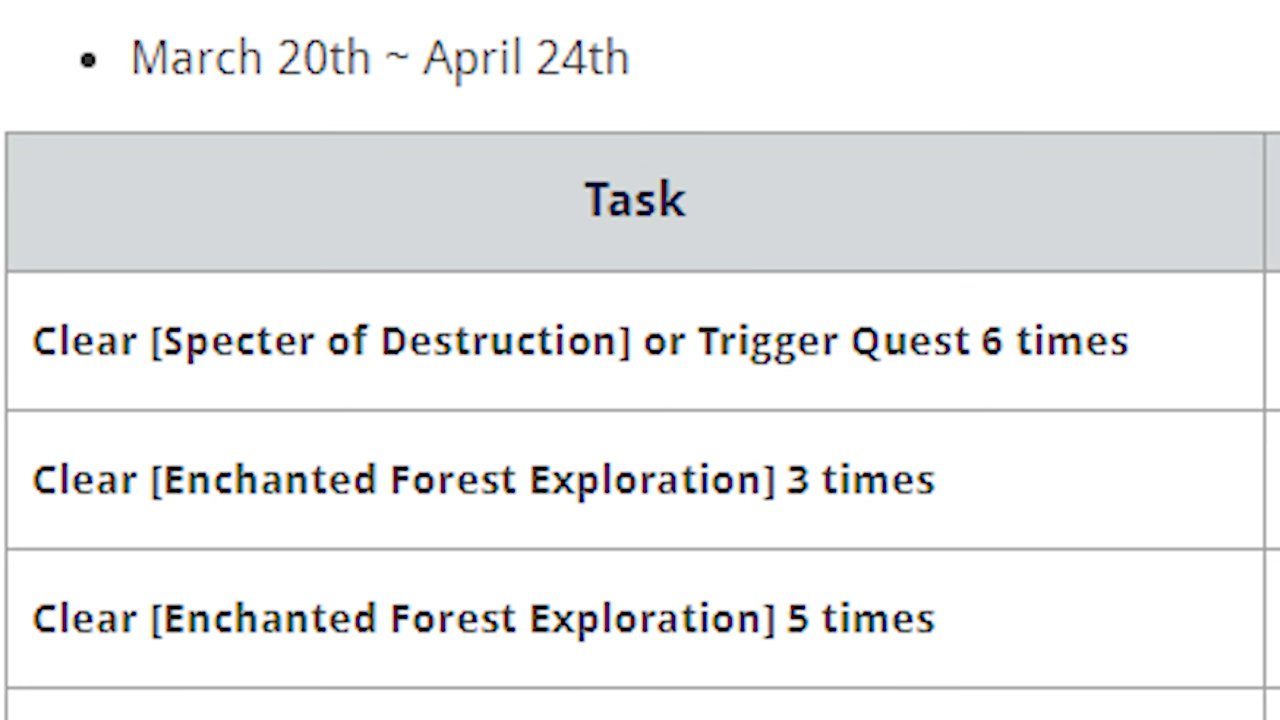 March 20th ~ April 24th
Task
Clear [Specter of Destruction] or Trigger Quest 6 times
Clear [Enchanted Forest Exploration] 3 times
Clear [Enchanted Forest Exploration] 5 times